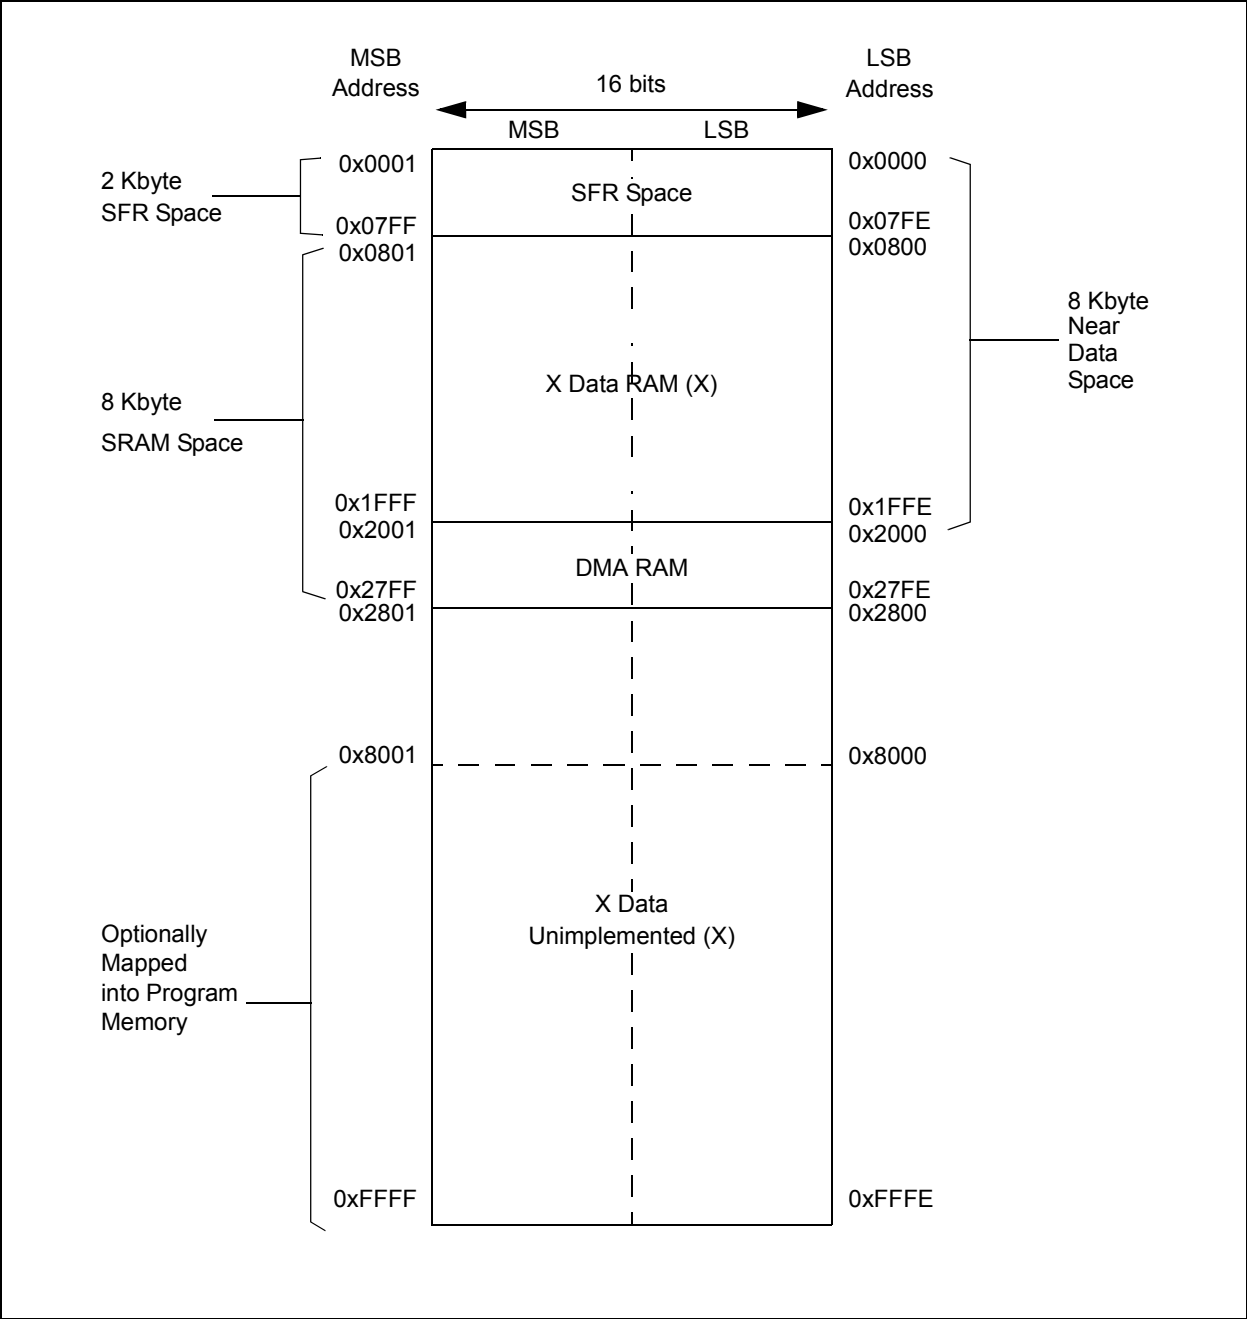 MSB
Address
16 bits
LSB
Address
MSB
LSB
2 Kbyte
SFR Space
0x0001
0x07FF
0x0801
SFR Space
0x0000
0x07FE
0x0800
8 Kbyte
SRAM Space
X Data RAM (X)
8 Kbyte
Near
Data
Space
0x1FFF
0x2001
0x1FFE
0x2000
DMA RAM
0x27FF
0x2801
0x27FE
0x2800
0x8001
0x8000
X Data
Unimplemented (X)
Optionally
Mapped
into Program
Memory
0xFFFF
0xFFFE